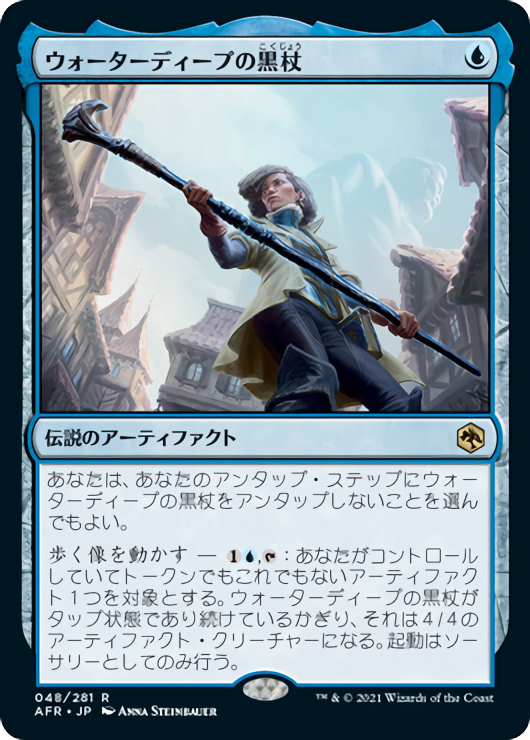 こくじょう
ウォーターディープの黒杖
伝説のアーティファクト
あなたは、あなたのアンタップ・ステップにウォ
ーターディープの黒杖をアンタップしないことを選ん
でもよい。
歩く像を動かす ― 1,:あなたがコントロール
していてトークンでもこれでもないアーティファク
ト1つを対象とする。ウォーターディープの黒杖が
タップ状態であり続けているかぎり、それは4/4の
アーティファクト・クリーチャーになる。起動はソー
サリーとしてのみ行う。
048/281 R
™ & © 2021 Wizards of the Coast
AFR • JP Anna Steinbauer